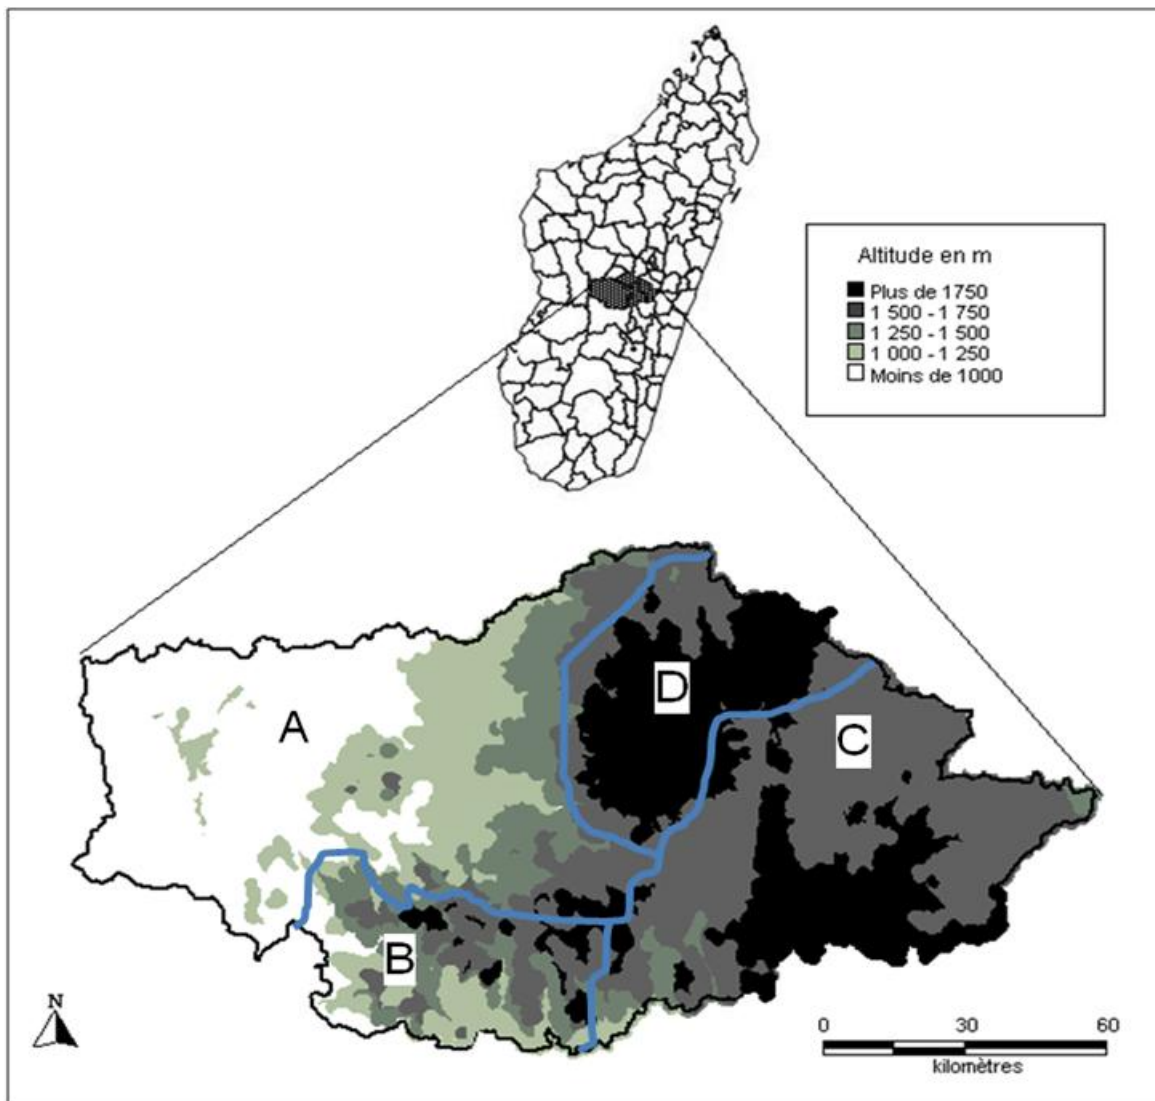 Altitude en m
Plus de 1750
1 500 - 1 750
1 250 - 1 500
1 000 - 1 250
Moins de 1000
D
A
C
B
N
0 30 60
kilomètres